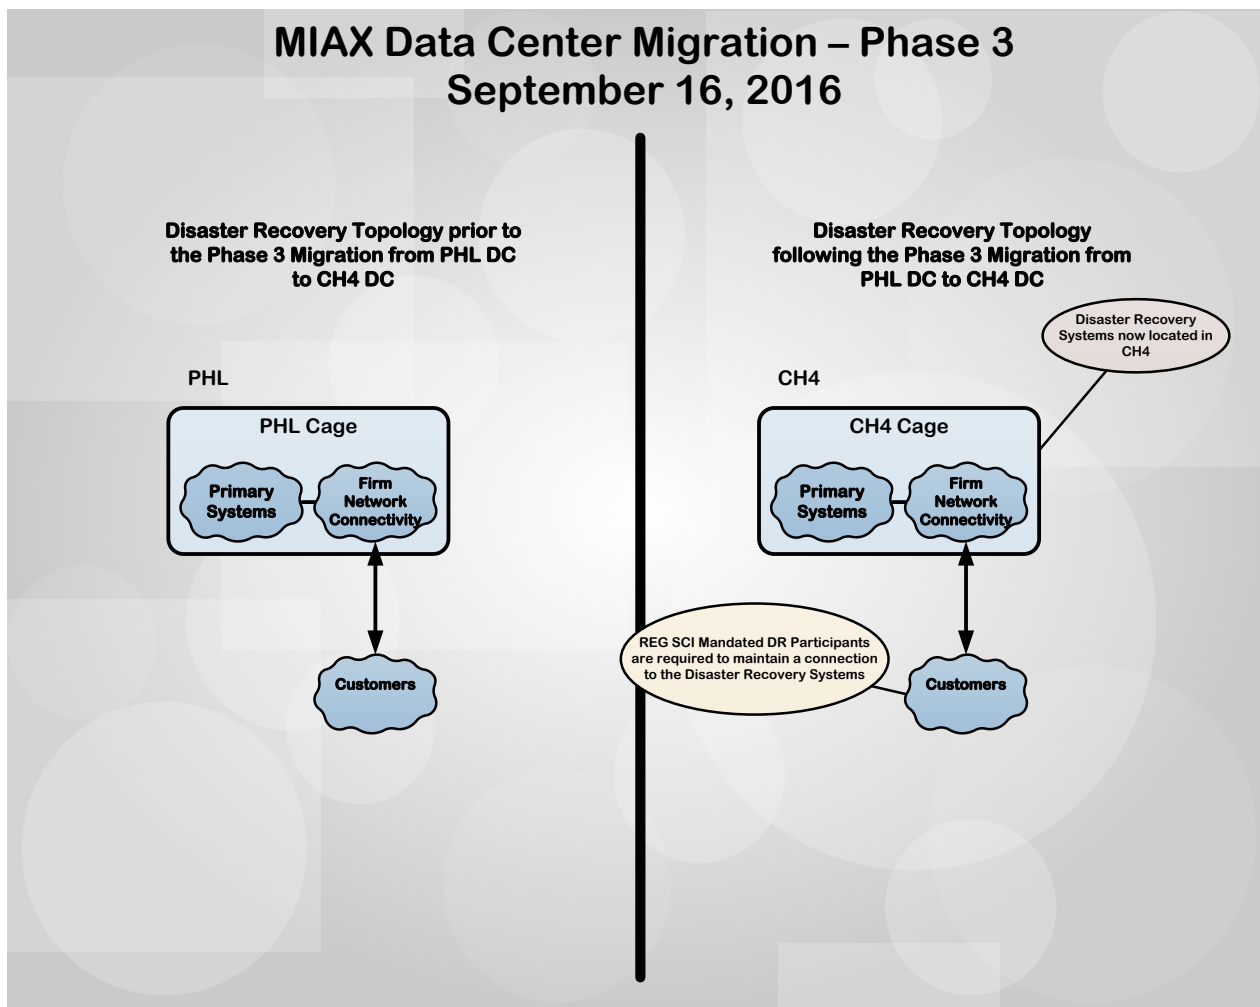 MIAX Data Center Migration – Phase 3
September 16, 2016
Disaster Recovery Topology prior to
the Phase 3 Migration from PHL DC
to CH4 DC
PHL
PHL Cage
Primary
Systems
Firm
Network
Connectivity
Customers
Disaster Recovery Topology
following the Phase 3 Migration from
PHL DC to CH4 DC
Disaster Recovery
Systems now located in
CH4
CH4
CH4 Cage
Primary
Systems
Firm
Network
Connectivity
REG SCI Mandated DR Participants
are required to maintain a connection
to the Disaster Recovery Systems
Customers